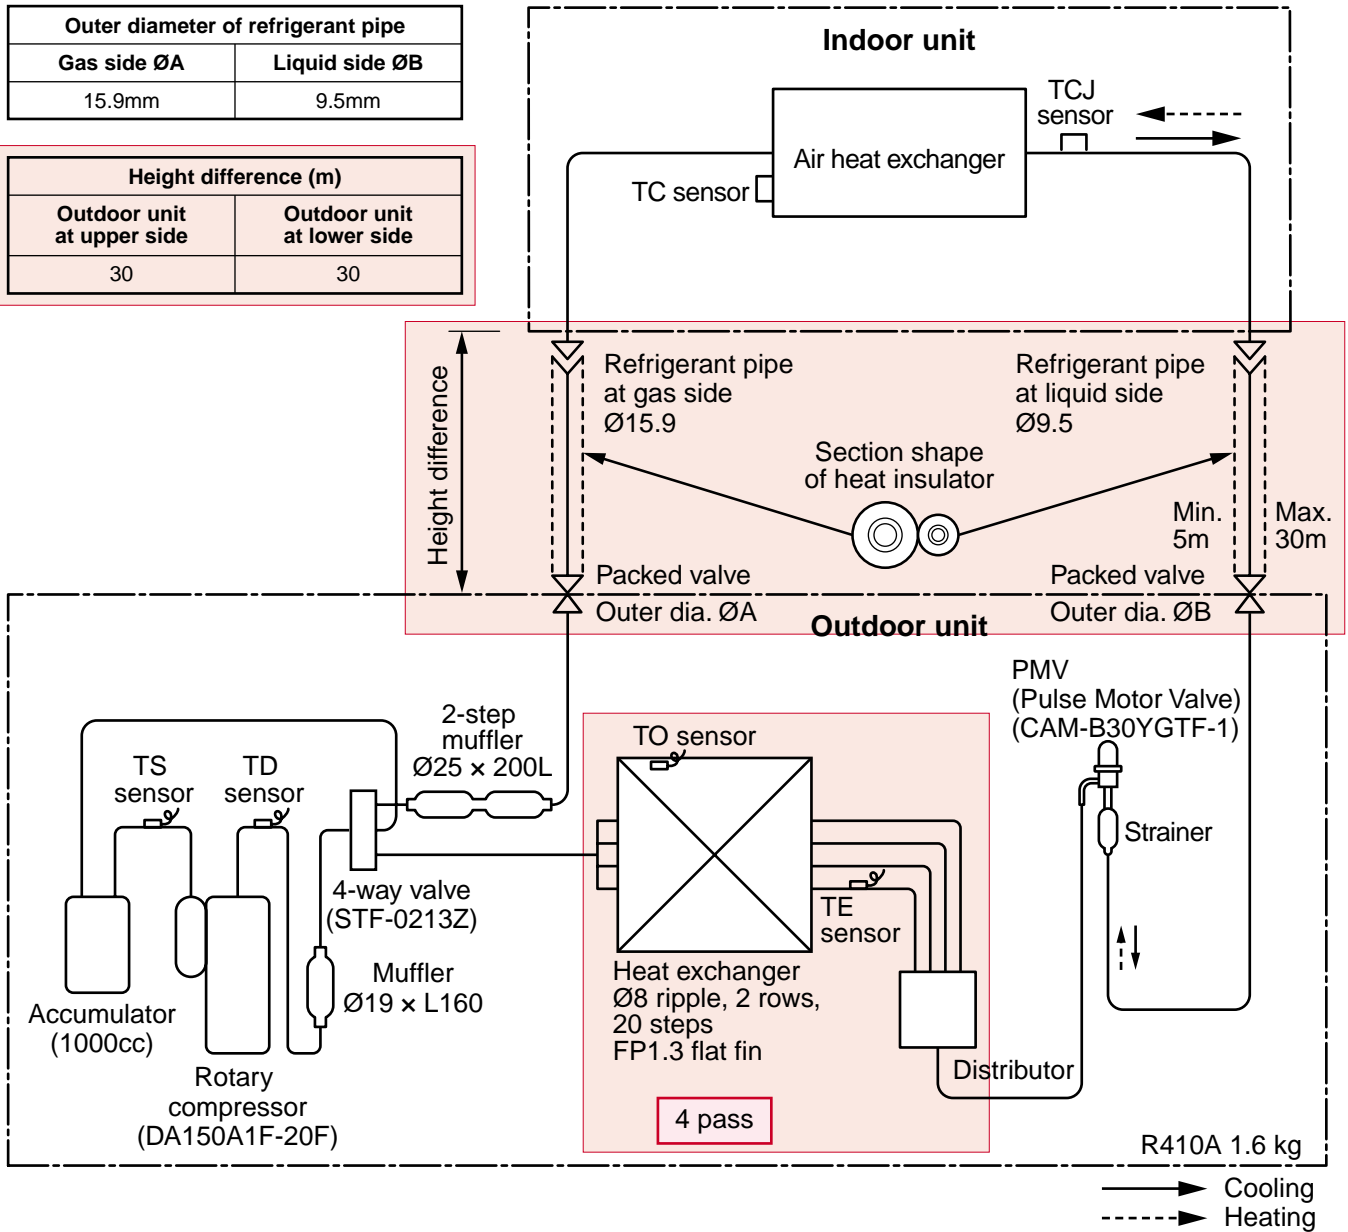 Outer diameter of refrigerant pipe
Gas side ØA
Liquid side ØB
15.9mm
9.5mm
Height difference (m)
Outdoor unit
at upper side
Outdoor unit
at lower side
30
30
Indoor unit
TCJ
sensor
Air heat exchanger
TC sensor
Height difference
Refrigerant pipe
at gas side
Ø15.9
Refrigerant pipe
at liquid side
Ø9.5
Section shape
of heat insulator
Min.
5m
Max.
30m
Packed valve
Outer dia. ØA
Packed valve
Outer dia. ØB
Outdoor unit
PMV
(Pulse Motor Valve)
(CAM-B30YGTF-1)
2-step
muffler
Ø25 × 200L
TO sensor
TS
sensor
TD
sensor
Strainer
4-way valve
(STF-0213Z)
TE
sensor
Muffler
Ø19 × L160
Heat exchanger
Ø8 ripple, 2 rows,
20 steps
FP1.3 flat fin
Accumulator
(1000cc)
Distributor
Rotary
compressor
(DA150A1F-20F)
4 pass
R410A 1.6 kg
Cooling
Heating